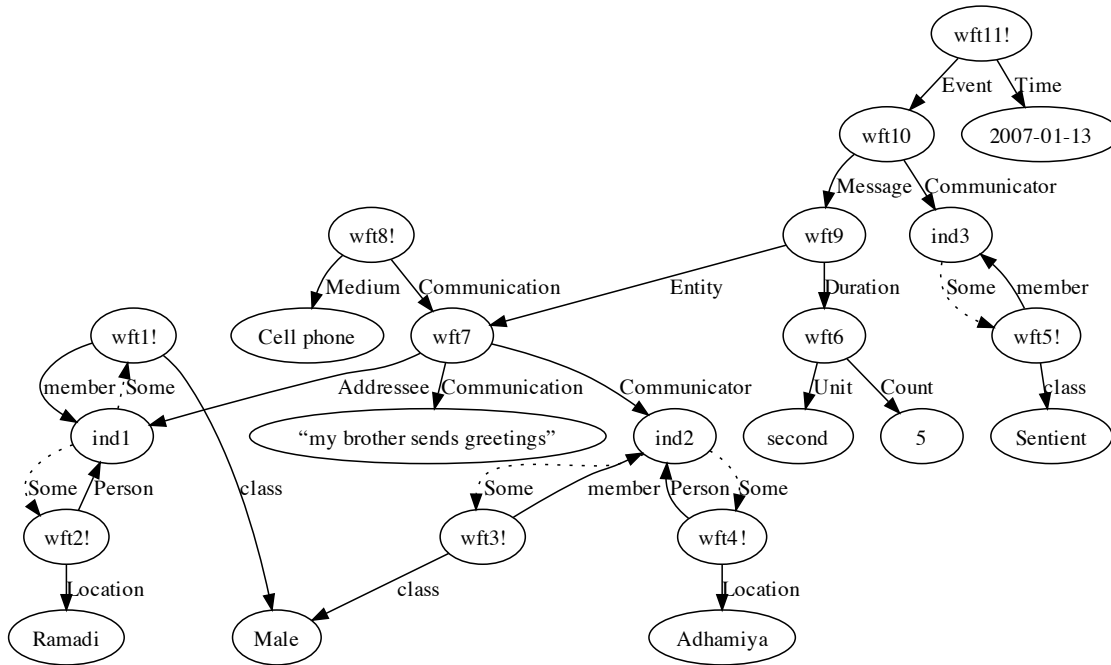 wft11!
Event
Time
wft10
2007-01-13
Message
Communicator
wft8!
wft9
ind3
Medium
Communication
Entity
Duration
Some
member
Cell phone
wft7
wft6
wft5!
wft1!
member
Some
Addressee
Communication
Communicator
Unit
Count
class
ind1
“my brother sends greetings”
ind2
second
5
Sentient
Some
Person
class
Some
member
Person
Some
wft2!
wft3!
wft4!
Location
class
Location
Ramadi
Male
Adhamiya